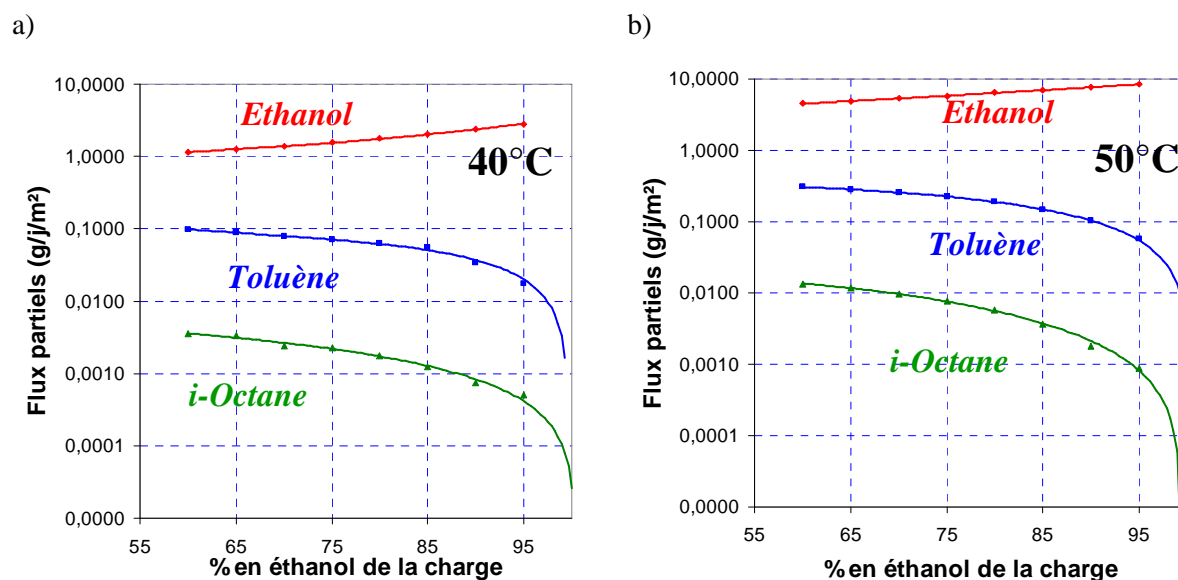 a)
Flux partiels (g/j/m²)
10,0000
1,0000
0,1000
0,0100
0,0010
0,0001
0,0000
Ethanol
40°C
Toluène
i-Octane
55 65 75 85 95
% en éthanol de la charge
b)
Flux partiels (g/j/m²)
10,0000
1,0000
0,1000
0,0100
0,0010
0,0001
0,0000
Ethanol
50°C
Toluène
i-Octane
55 65 75 85 95
% en éthanol de la charge